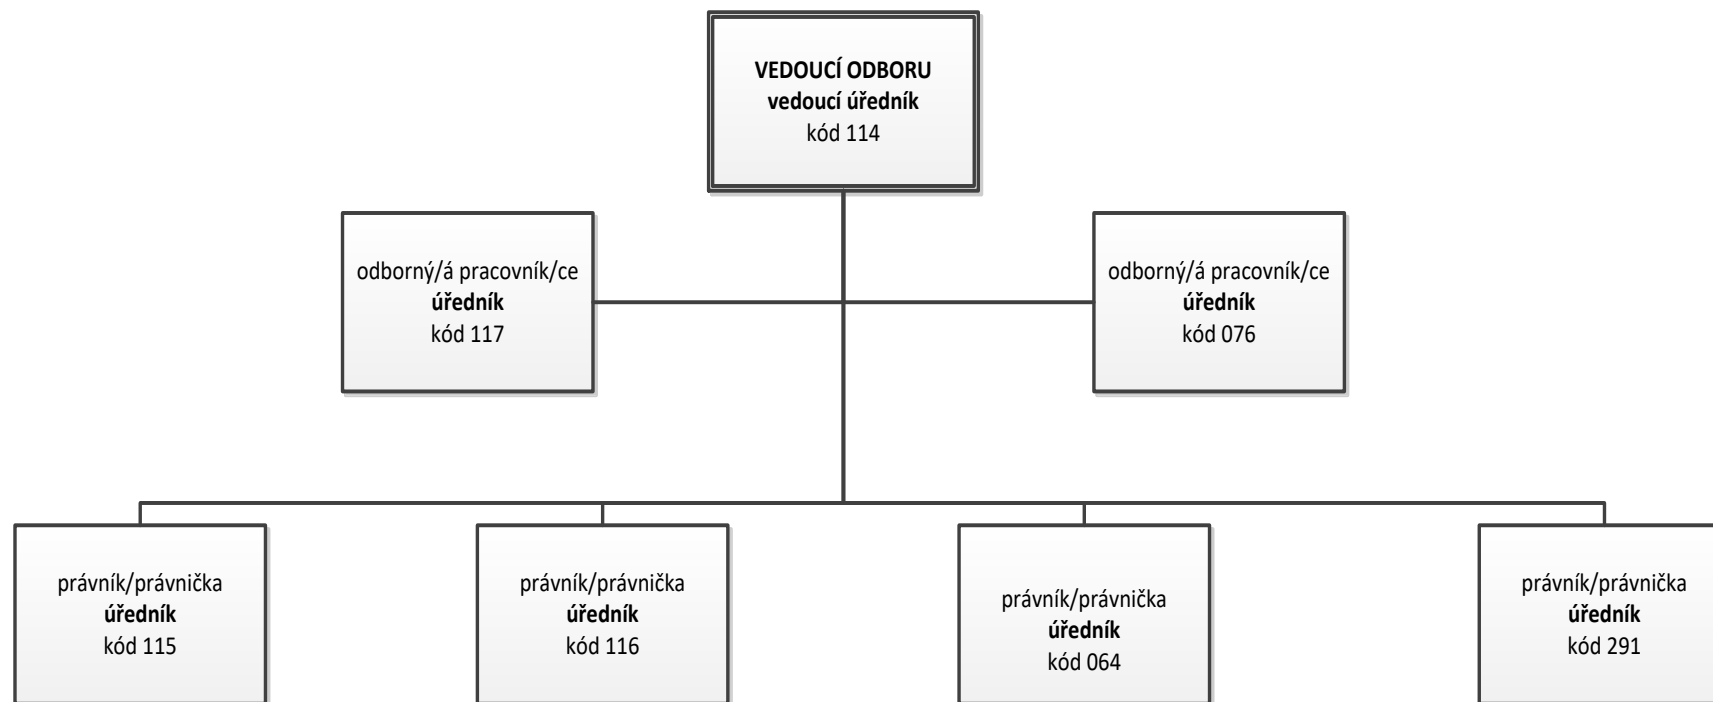 VEDOUCÍ ODBORU
vedoucí úředník
kód 114
odborný/á pracovník/ce
úředník
kód 117
odborný/á pracovník/ce
úředník
kód 076
právník/právnička
úředník
kód 115
právník/právnička
úředník
kód 116
právník/právnička
úředník
kód 064
právník/právnička
úředník
kód 291